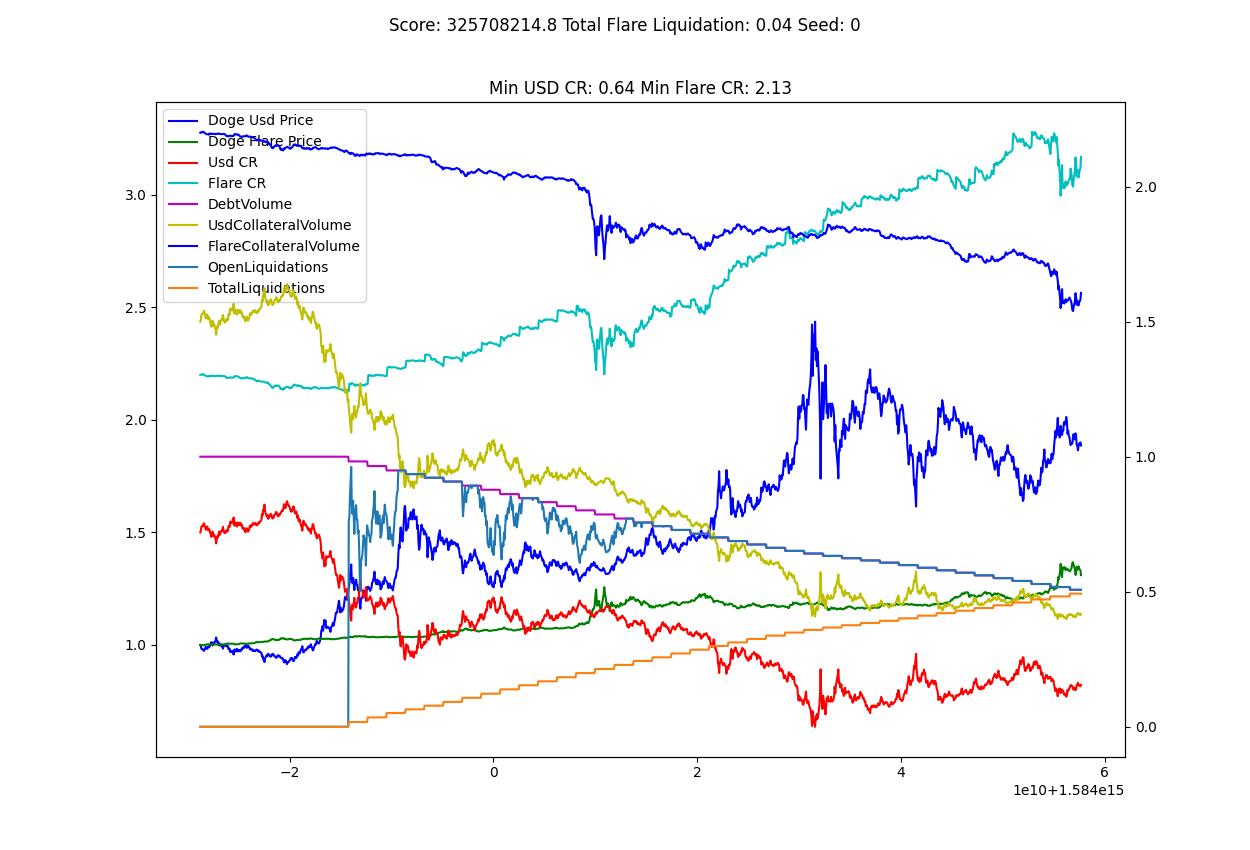 Score: 325708214.8 Total Flare Liquidation: 0.04 Seed: 0
Min USD CR: 0.64 Min Flare CR: 2.13
Doge Usd Price
Doge Flare Price
Usd CR
Flare CR
DebtVolume
UsdCollateralVolume
FlareCollateralVolume
OpenLiquidations
TotalLiquidations
3.0
2.5
2.0
1.5
1.0
2.0
1.5
1.0
0.5
0.0
−2
0
2
4
6
1e10+1.584e15